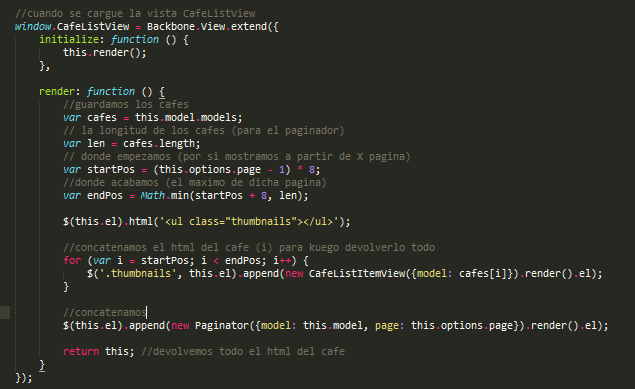 //cuando se cargue la vista CafeListView
window.CafeListView = Backbone.View.extend({
    initialize: function () {
        this.render();
    },

    render: function () {
        //guardamos los cafes
        var cafes = this.model.models;
        // la longitud de los cafes (para el paginador)
        var len = cafes.length;
        // donde empezamos (por si mostramos a partir de X pagina)
        var startPos = (this.options.page - 1) * 8;
        //donde acabamos (el maximo de dicha pagina)
        var endPos = Math.min(startPos + 8, len);

        $(this.el).html('<ul class="thumbnails"></ul>');

        //concatenamos el html del cafe (i) para kuego devolverlo todo
        for (var i = startPos; i < endPos; i++) {
            $('.thumbnails', this.el).append(new CafeListItemView({model: cafes[i]}).render().el);
        }

        //concatenamos
        $(this.el).append(new Paginator({model: this.model, page: this.options.page}).render().el);

        return this; //devolvemos todo el html del cafe
    }
});